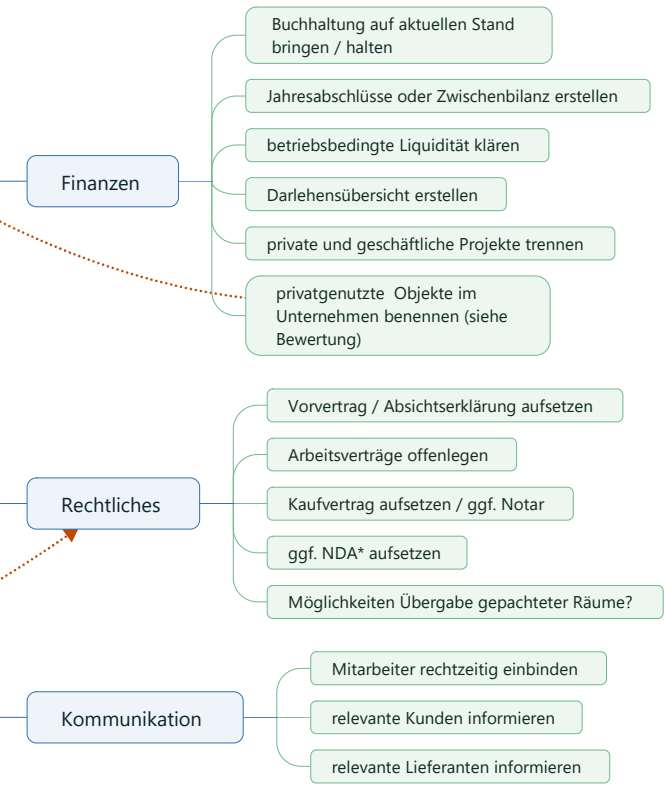 Finanzen
Buchhaltung auf aktuellen Stand
bringen / halten
Jahresabschlüsse oder Zwischenbilanz erstellen
betriebsbedingte Liquidität klären
Darlehensübersicht erstellen
private und geschäftliche Projekte trennen
privatgenutzte  Objekte im
Unternehmen benennen (siehe
Bewertung)
Rechtliches
Vorvertrag / Absichtserklärung aufsetzen
Arbeitsverträge offenlegen
Kaufvertrag aufsetzen / ggf. Notar
ggf. NDA* aufsetzen
Möglichkeiten Übergabe gepachteter Räume?
Kommunikation
Mitarbeiter rechtzeitig einbinden
relevante Kunden informieren
relevante Lieferanten informieren